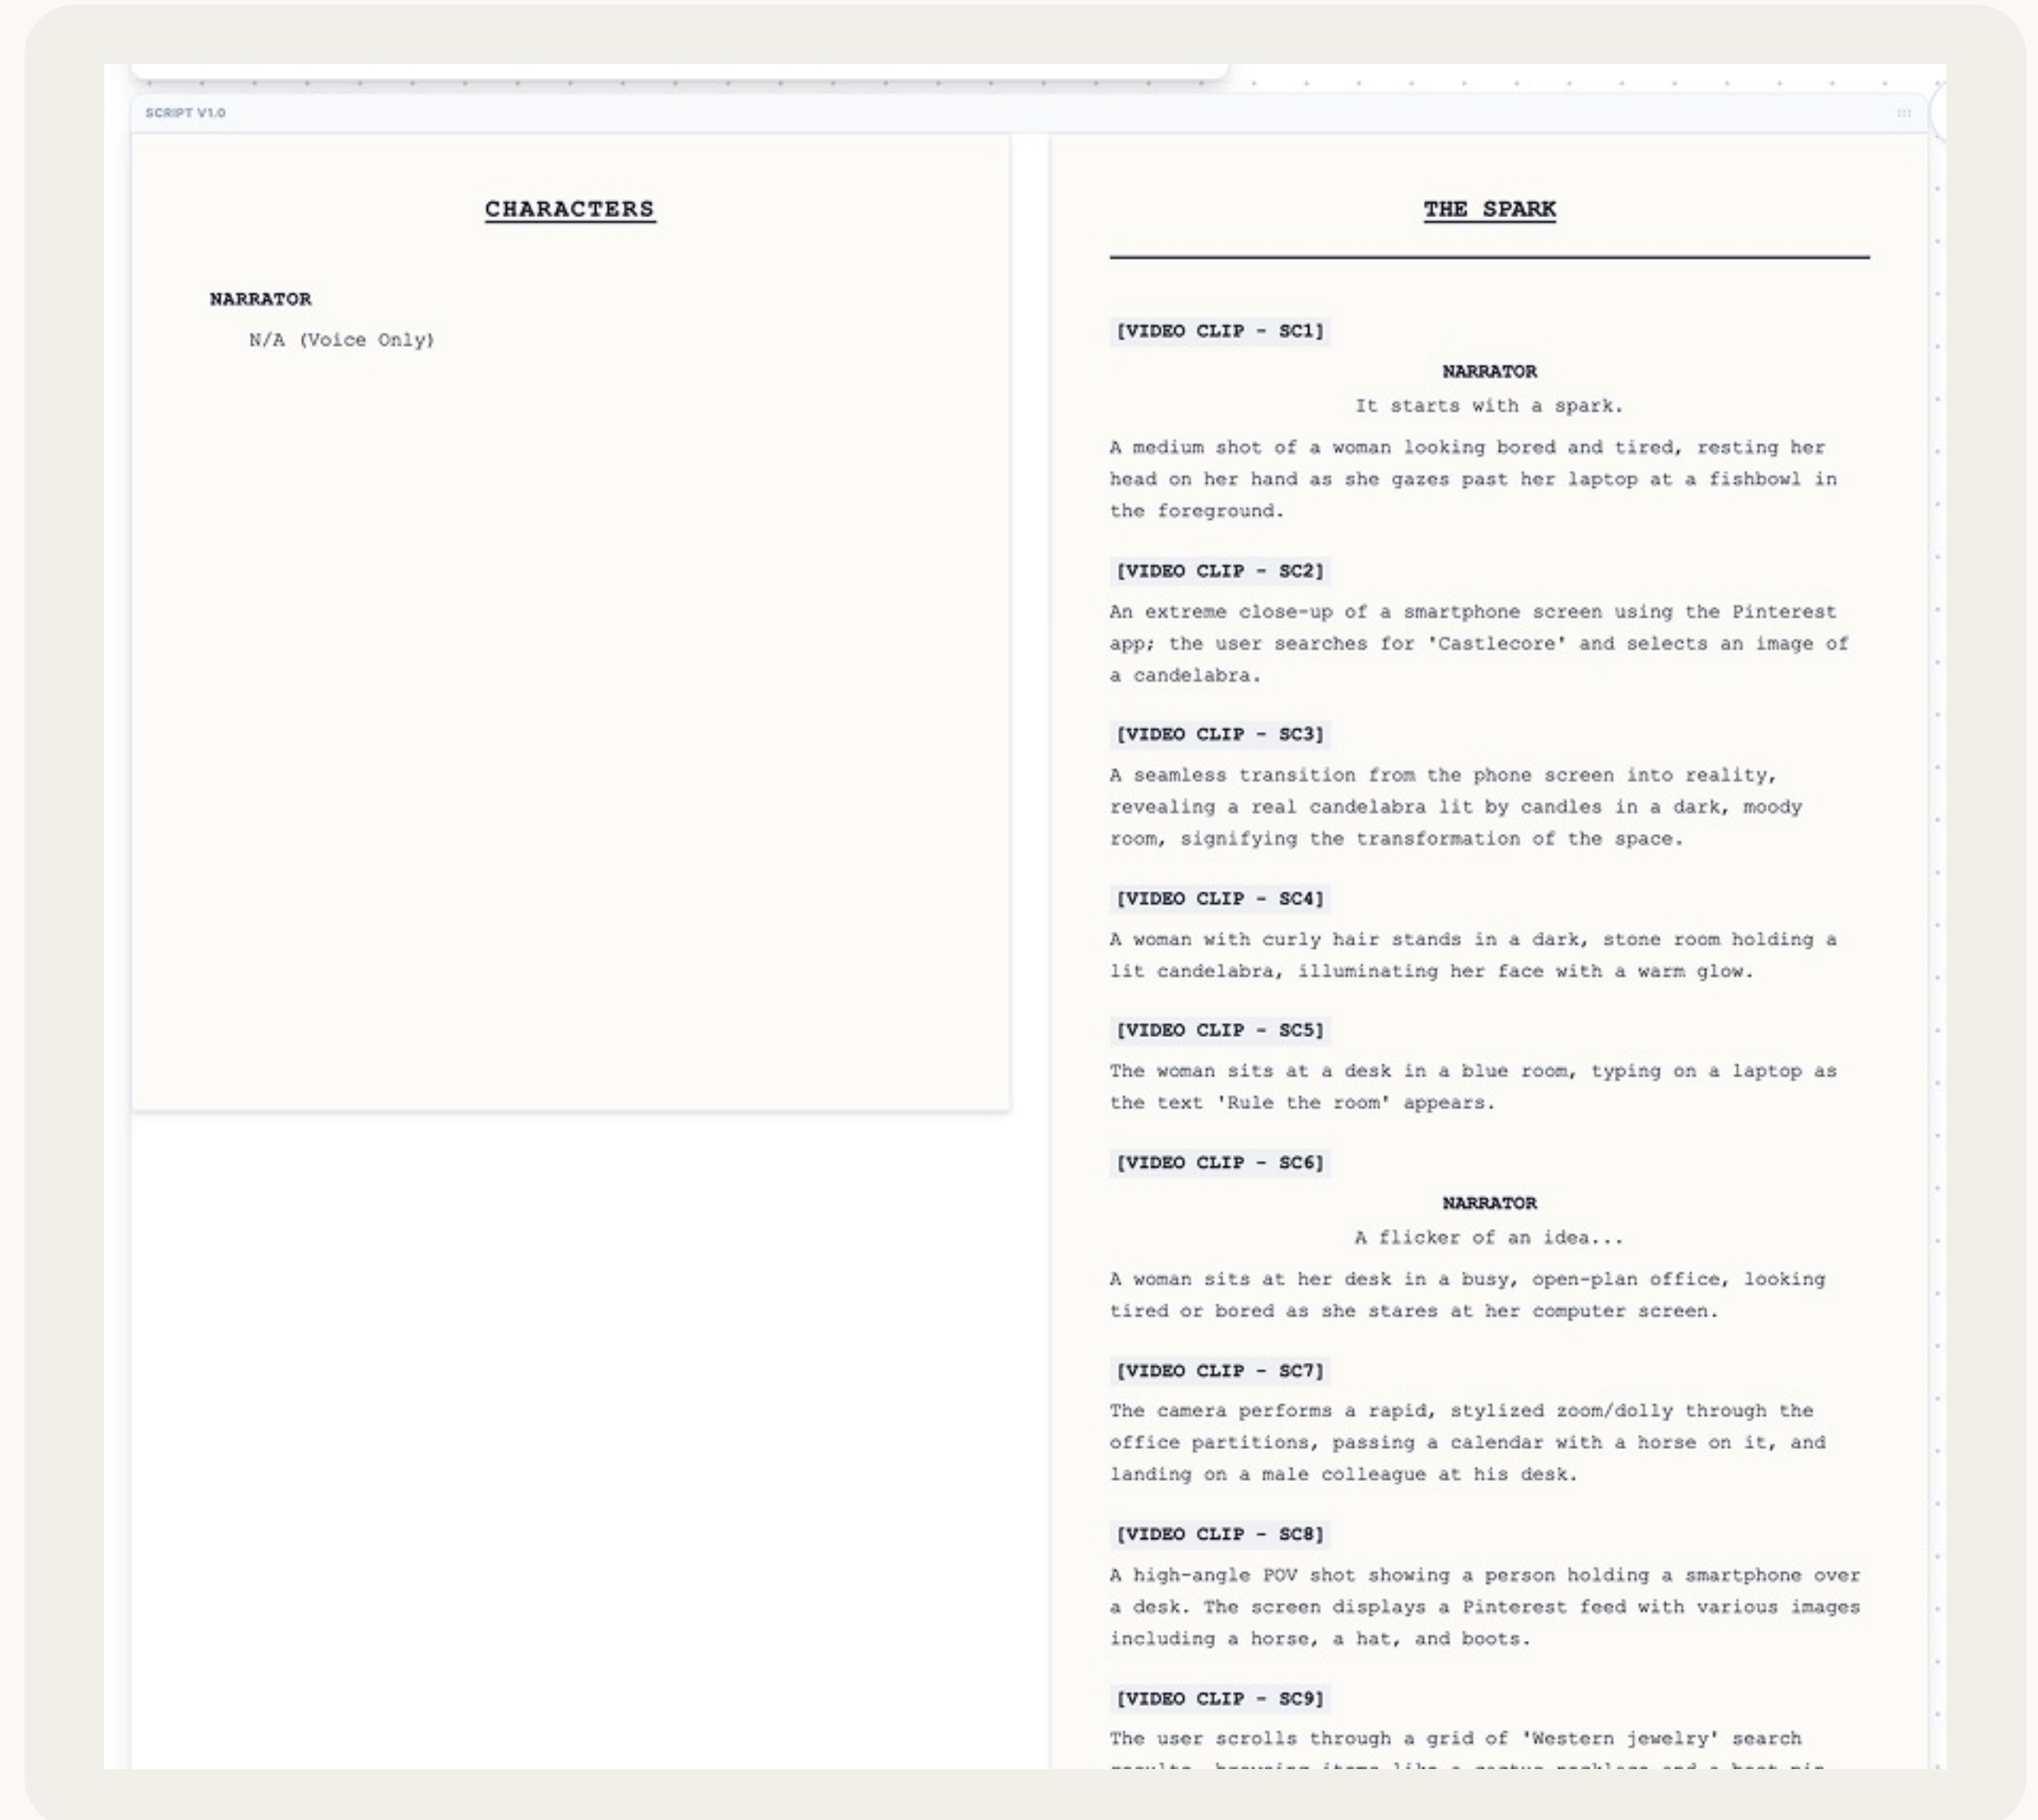 SCRIPT V1.0
CHARACTERS
NARRATOR
N/A (Voice Only)
THE SPARK
[VIDEO CLIP - SC1]
NARRATOR
It starts with a spark.
A medium shot of a woman looking bored and tired, resting her
head on her hand as she gazes past her laptop at a fishbowl in
the foreground.
[VIDEO CLIP - SC2]
An extreme close-up of a smartphone screen using the Pinterest
app; the user searches for 'Castlecore' and selects an image of
a candelabra.
[VIDEO CLIP - SC3]
A seamless transition from the phone screen into reality,
revealing a real candelabra lit by candles in a dark, moody
room, signifying the transformation of the space.
[VIDEO CLIP - SC4]
A woman with curly hair stands in a dark, stone room holding a
lit candelabra, illuminating her face with a warm glow.
[VIDEO CLIP - SC5]
The woman sits at a desk in a blue room, typing on a laptop as
the text 'Rule the room' appears.
[VIDEO CLIP - SC6]
NARRATOR
A flicker of an idea...
A woman sits at her desk in a busy, open-plan office, looking
tired or bored as she stares at her computer screen.
[VIDEO CLIP - SC7]
The camera performs a rapid, stylized zoom/dolly through the
office partitions, passing a calendar with a horse on it, and
landing on a male colleague at his desk.
[VIDEO CLIP - SC8]
A high-angle POV shot showing a person holding a smartphone over
a desk. The screen displays a Pinterest feed with various images
including a horse, a hat, and boots.
[VIDEO CLIP - SC9]
The user scrolls through a grid of 'Western jewelry' search